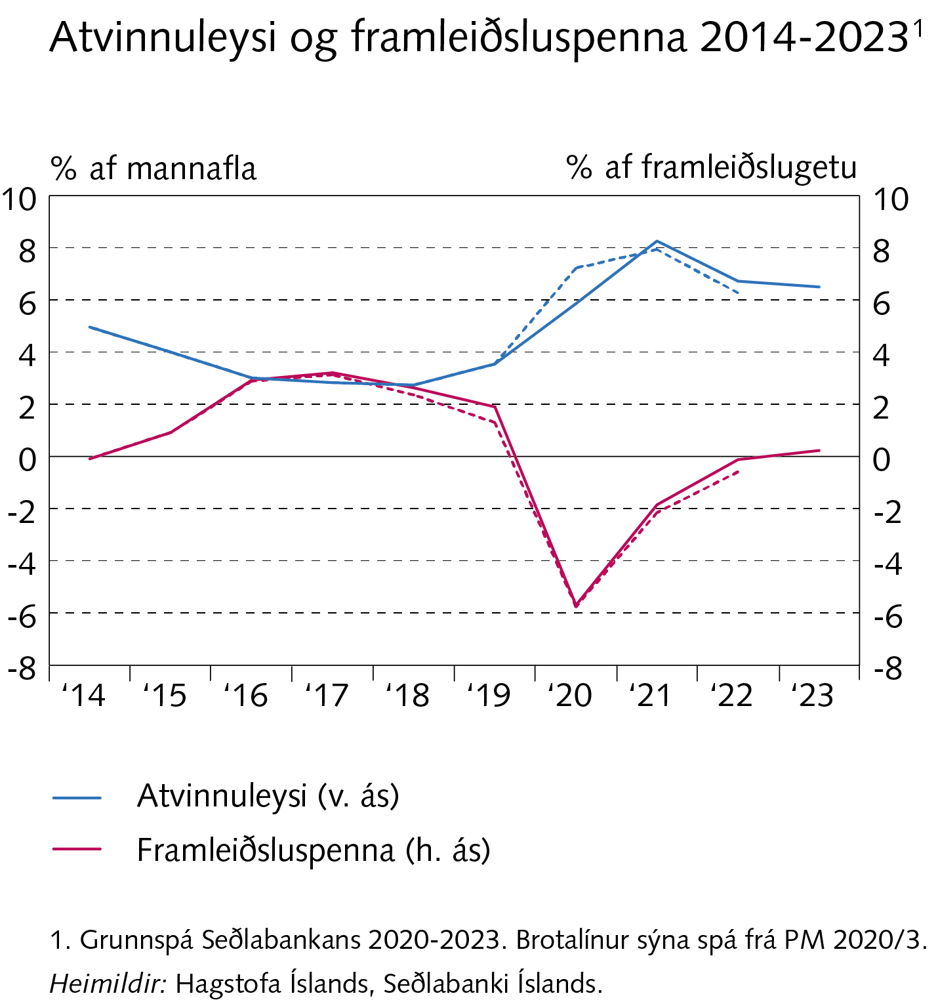 Atvinnuleysi og framleiðsluspenna 2014-2023¹
% af mannafla % af framleiðslugetu
10 10
8 8
6 6
4 4
2 2
0 0
-2 -2
-4 -4
-6 -6
-8 -8
‘14 ‘15 ‘16 ‘17 ‘18 ‘19 ‘20 ‘21 ‘22 ‘23
Atvinnuleysi (v. ás)
Framleiðsluspenna (h. ás)
1. Grunnspá Seðlabankans 2020-2023. Brotalínur sýna spá frá PM 2020/3.
Heimildir: Hagstofa Íslands, Seðlabanki Íslands.